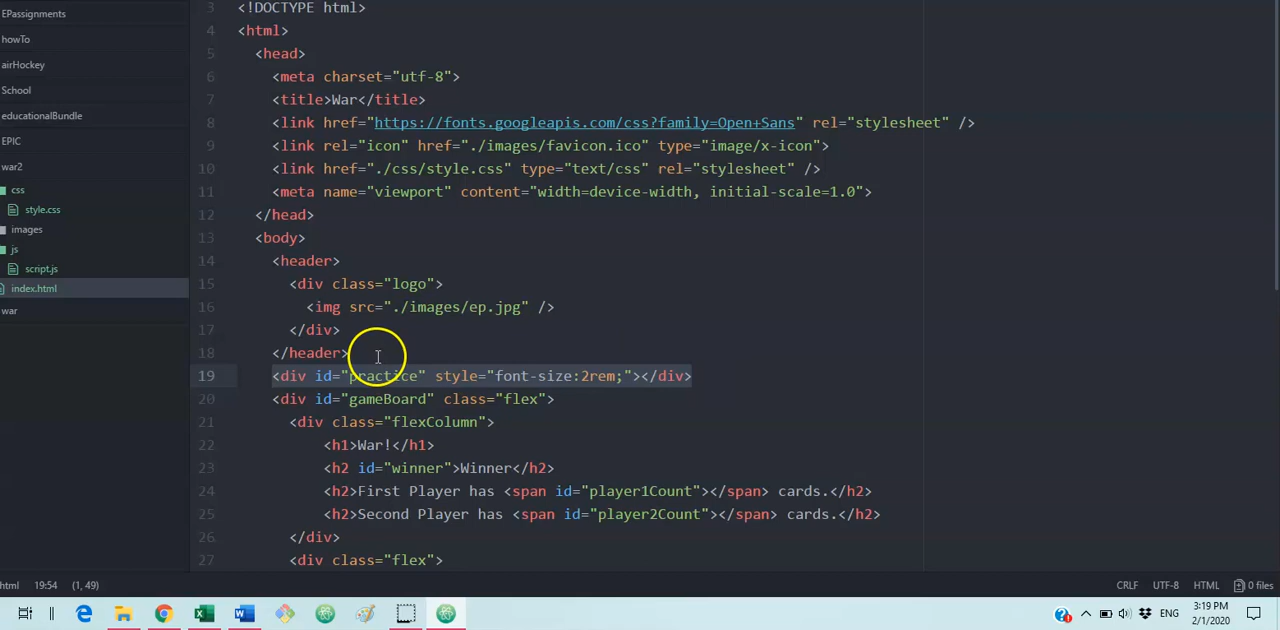 EPassignments
howTo
airHockey
School
educationalBundle
EPIC
war2
css
style.css
images
js
script.js
index.html
war
3 <!DOCTYPE html>
4 <html>
5 <head>
6 <meta charset="utf-8">
7 <title>War</title>
8 <link href="https://fonts.googleapis.com/css?family=Open+Sans" rel="stylesheet" />
9 <link rel="icon" href="./images/favicon.ico" type="image/x-icon">
10 <link href="./css/style.css" type="text/css" rel="stylesheet" />
11 <meta name="viewport" content="width=device-width, initial-scale=1.0">
12 </head>
13 <body>
14 <header>
15 <div class="logo">
16 <img src="./images/ep.jpg" />
17 </div>
18 </header>
19 <div id="practice" style="font-size:2rem;"></div>
20 <div id="gameBoard" class="flex">
21 <div class="flexColumn">
22 <h1>War!</h1>
23 <h2 id="winner">Winner</h2>
24 <h2>First Player has <span id="player1Count"></span> cards.</h2>
25 <h2>Second Player has <span id="player2Count"></span> cards.</h2>
26 </div>
27 <div class="flex">
html 19:54 (1, 49) CRLF UTF-8 HTML 0 files
ENG 3:19 PM
2/1/2020